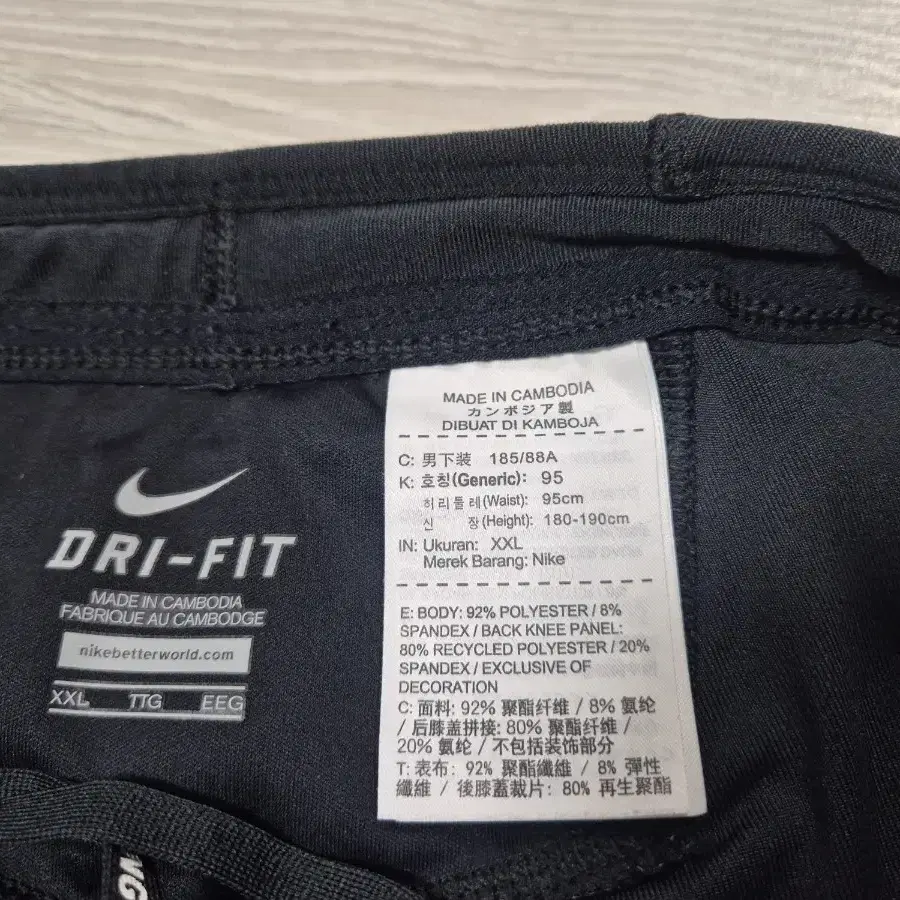 DRI-FIT
MADE IN CAMBODIA
FABRIQUE AU CAMBODGE
nikebetterworld.com
XXL TTG EEG
MADE IN CAMBODIA
カンボジア製
DIBUAT DI KAMBOJA
C: 男下装 185/88A
K: 호칭(Generic): 95
허리둘레(Waist): 95cm
신 장(Height): 180-190cm
IN: Ukuran: XXL
Merek Barang: Nike
E: BODY: 92% POLYESTER / 8%
SPANDEX / BACK KNEE PANEL:
80% RECYCLED POLYESTER / 20%
SPANDEX / EXCLUSIVE OF
DECORATION
C: 面料: 92% 聚酯纤维 / 8% 氨纶
/ 后膝盖拼接: 80% 聚酯纤维 /
20% 氨纶 / 不包括装饰部分
T: 表布: 92% 聚酯纖維 / 8% 彈性
纖維 / 後膝蓋裁片: 80% 再生聚酯
NG